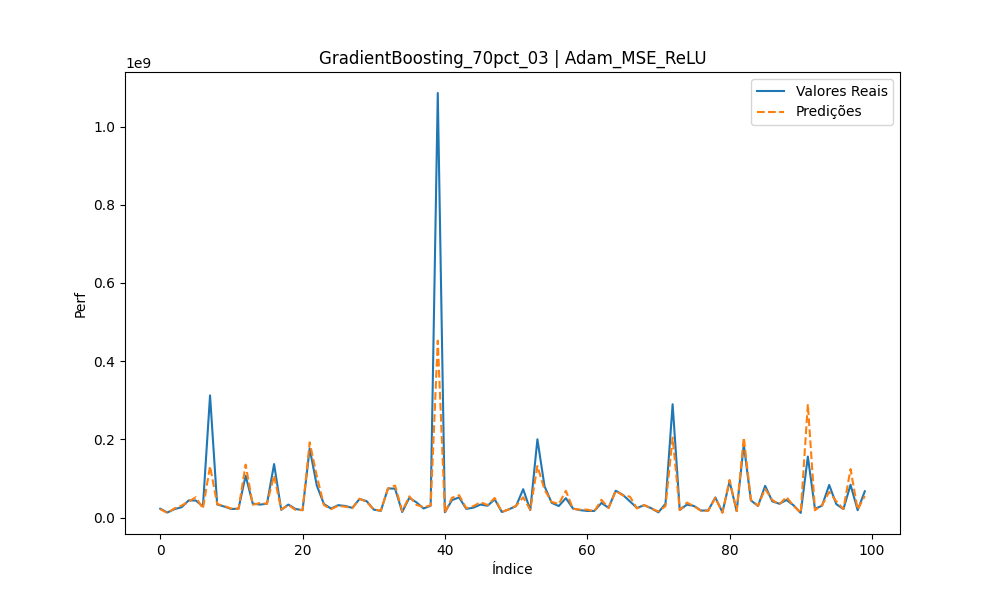 GradientBoosting_70pct_03 | Adam_MSE_ReLU
1e9
Valores Reais
Predições
1.0
0.8
0.6
0.4
0.2
0.0
Perf
0
20
40
60
80
100
Índice